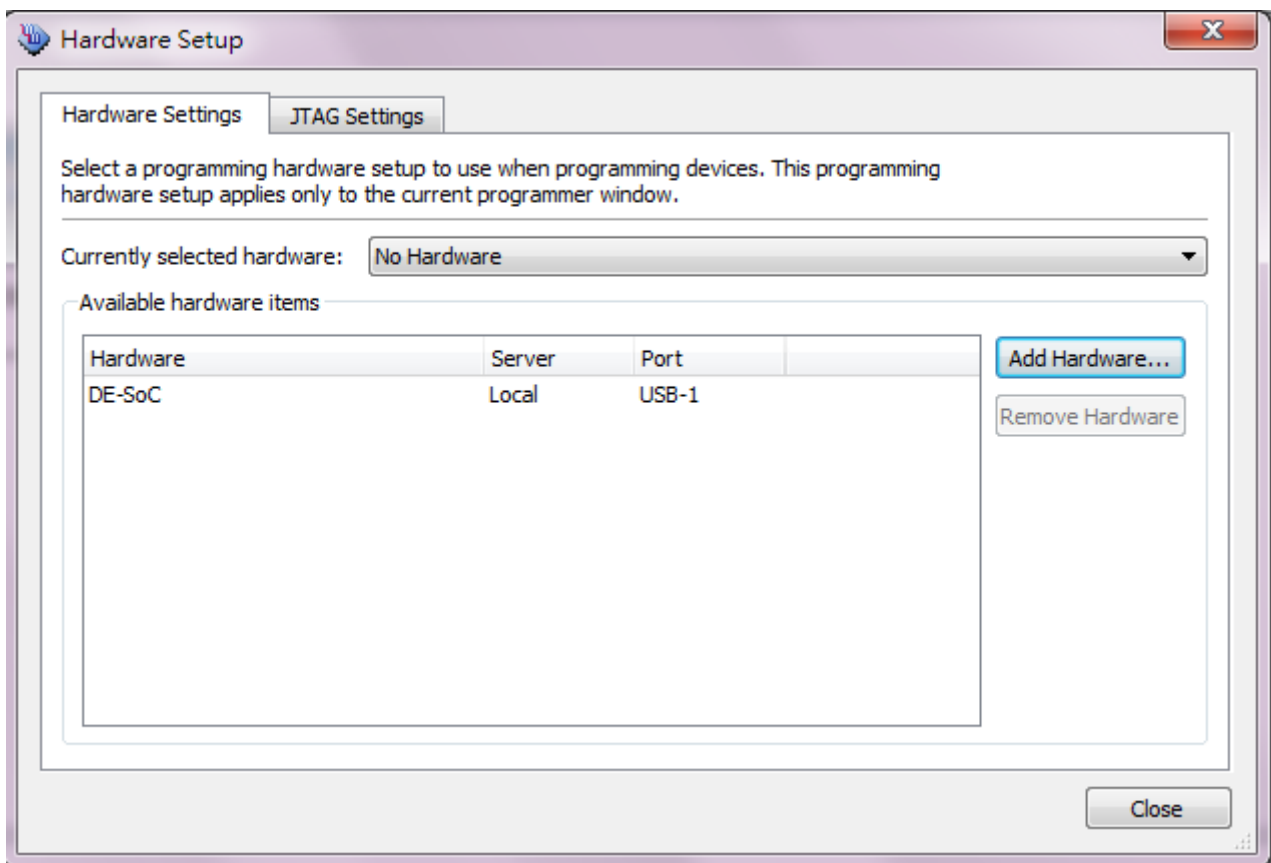 Hardware Setup
Hardware Settings
JTAG Settings
Select a programming hardware setup to use when programming devices. This programming
hardware setup applies only to the current programmer window.
Currently selected hardware:
No Hardware
Available hardware items
Hardware Server Port
DE-SoC Local USB-1
Add Hardware...
Remove Hardware
Close